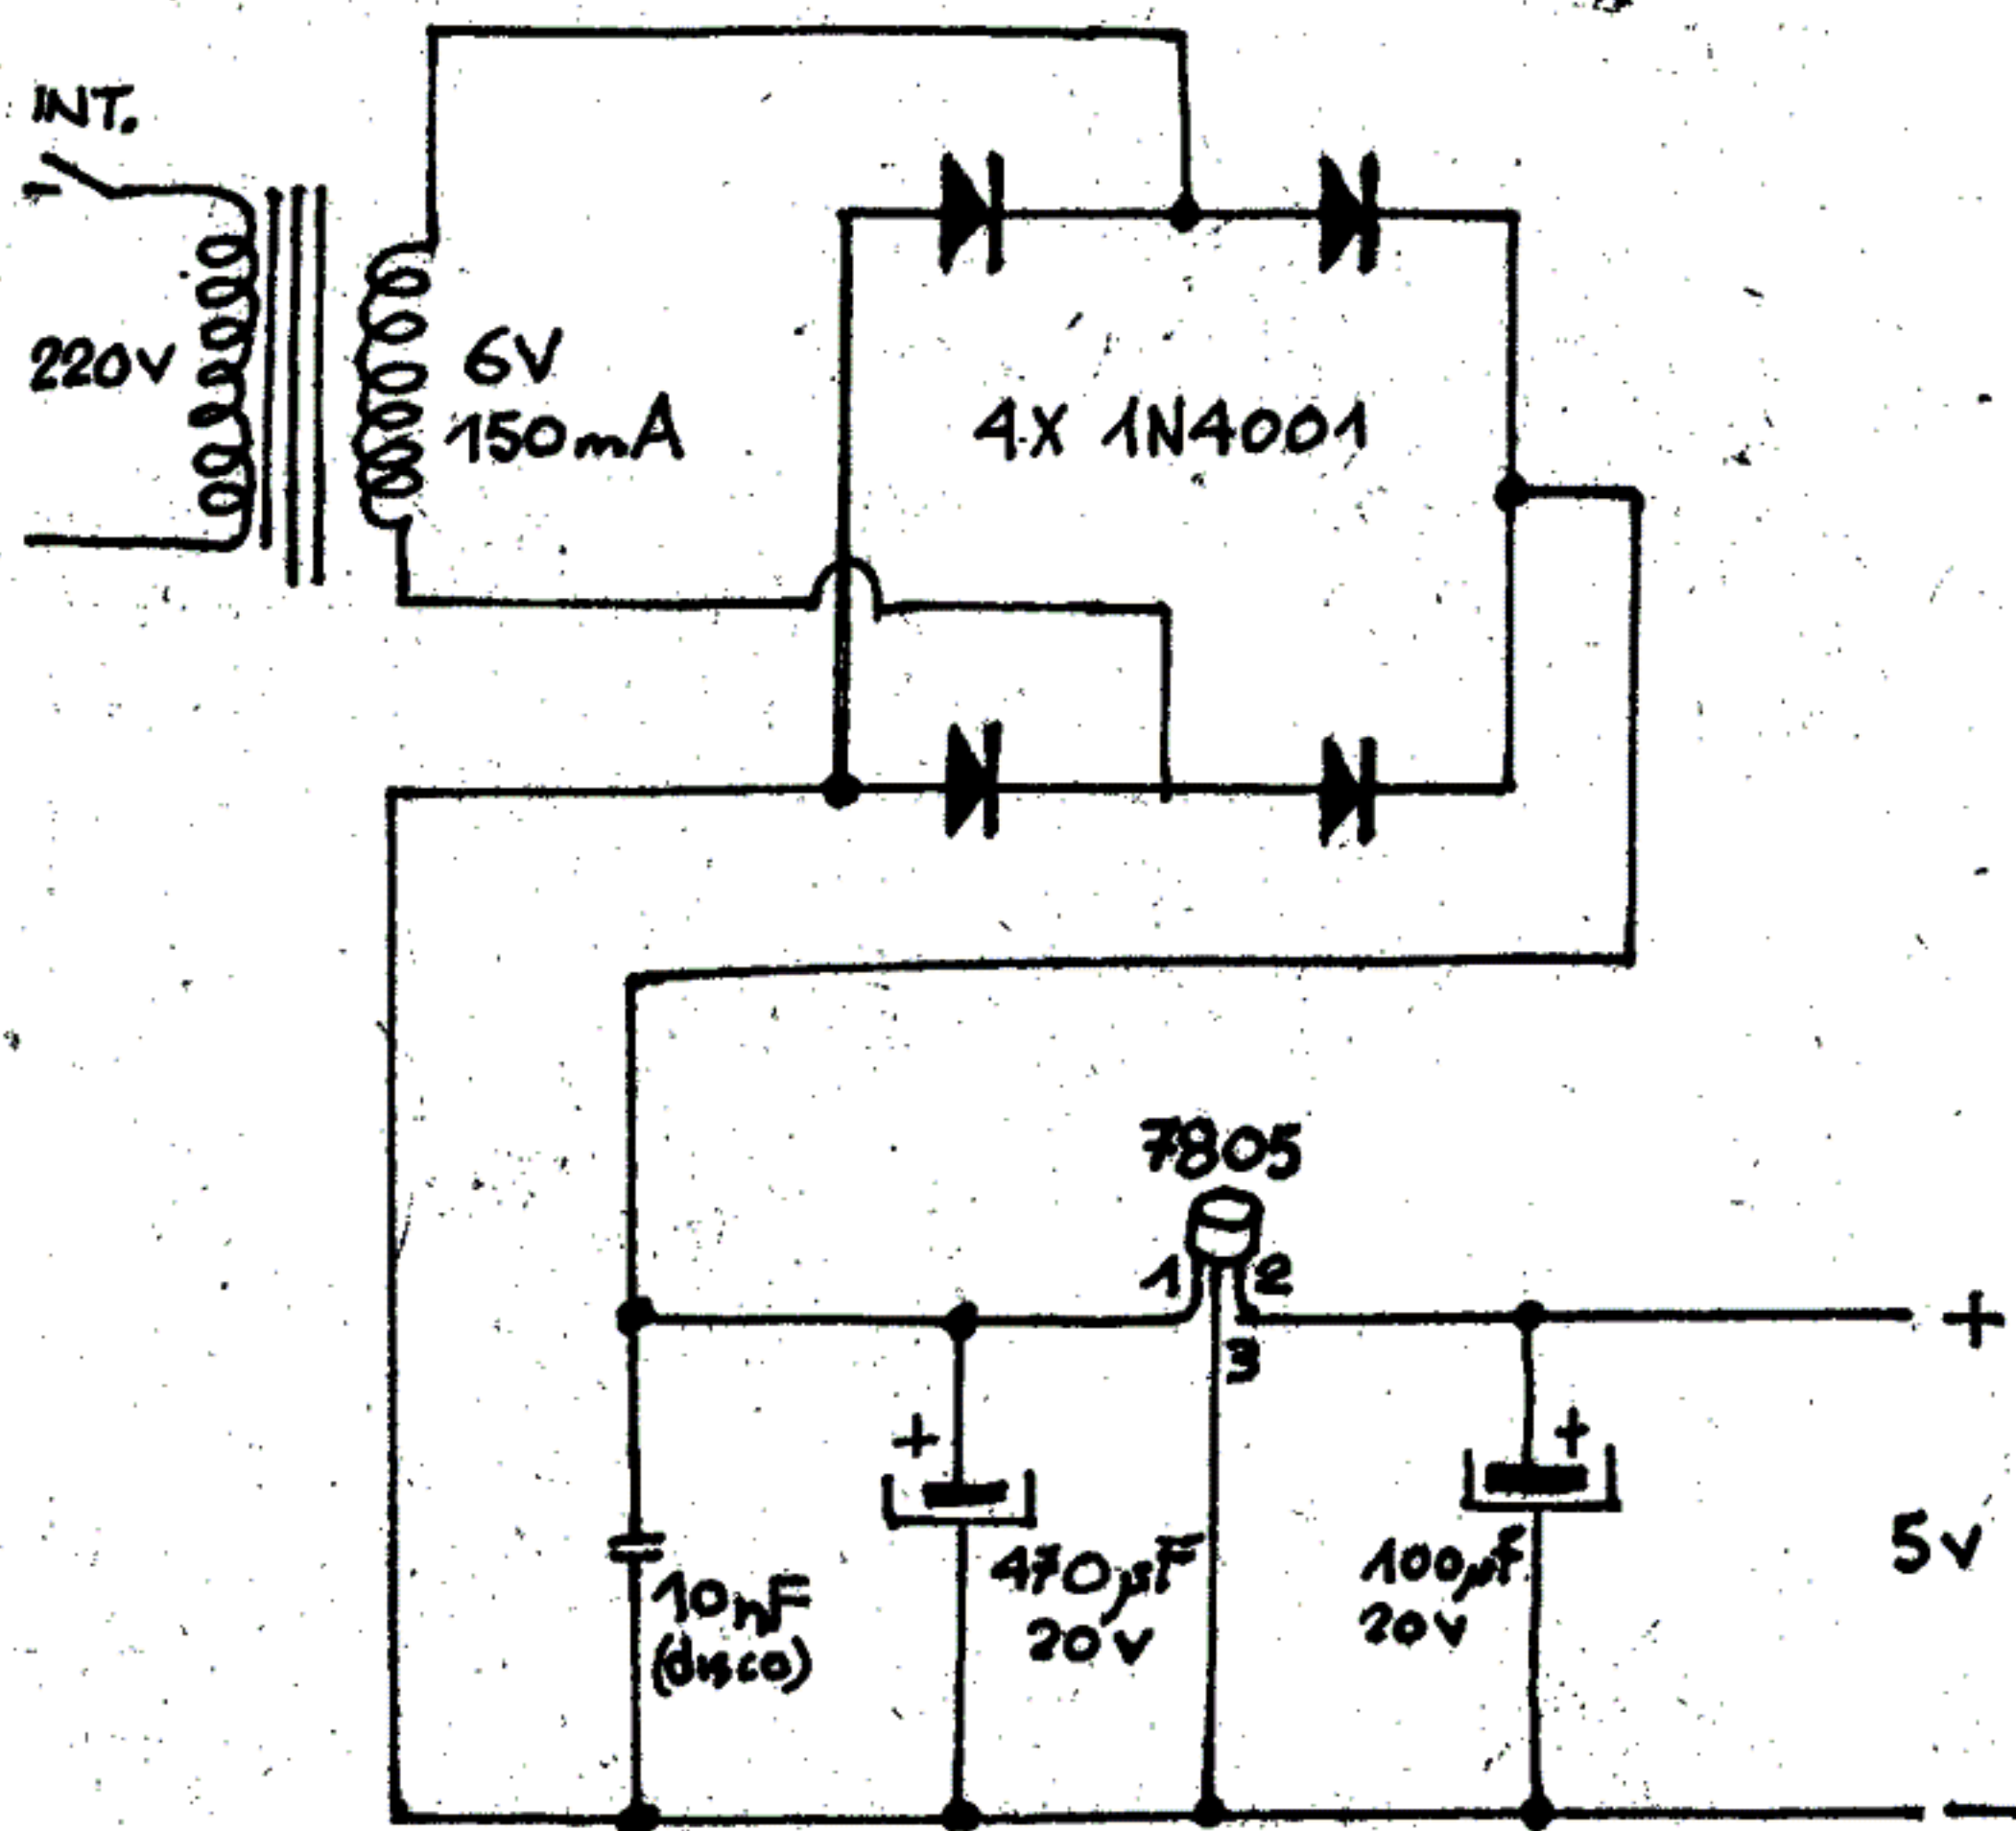 INT.
220V
6V
150mA
4X 1N4001
7805
1
2
3
+
+
+
10nF
(disco)
470µF
20V
100µf
20V
5V
-